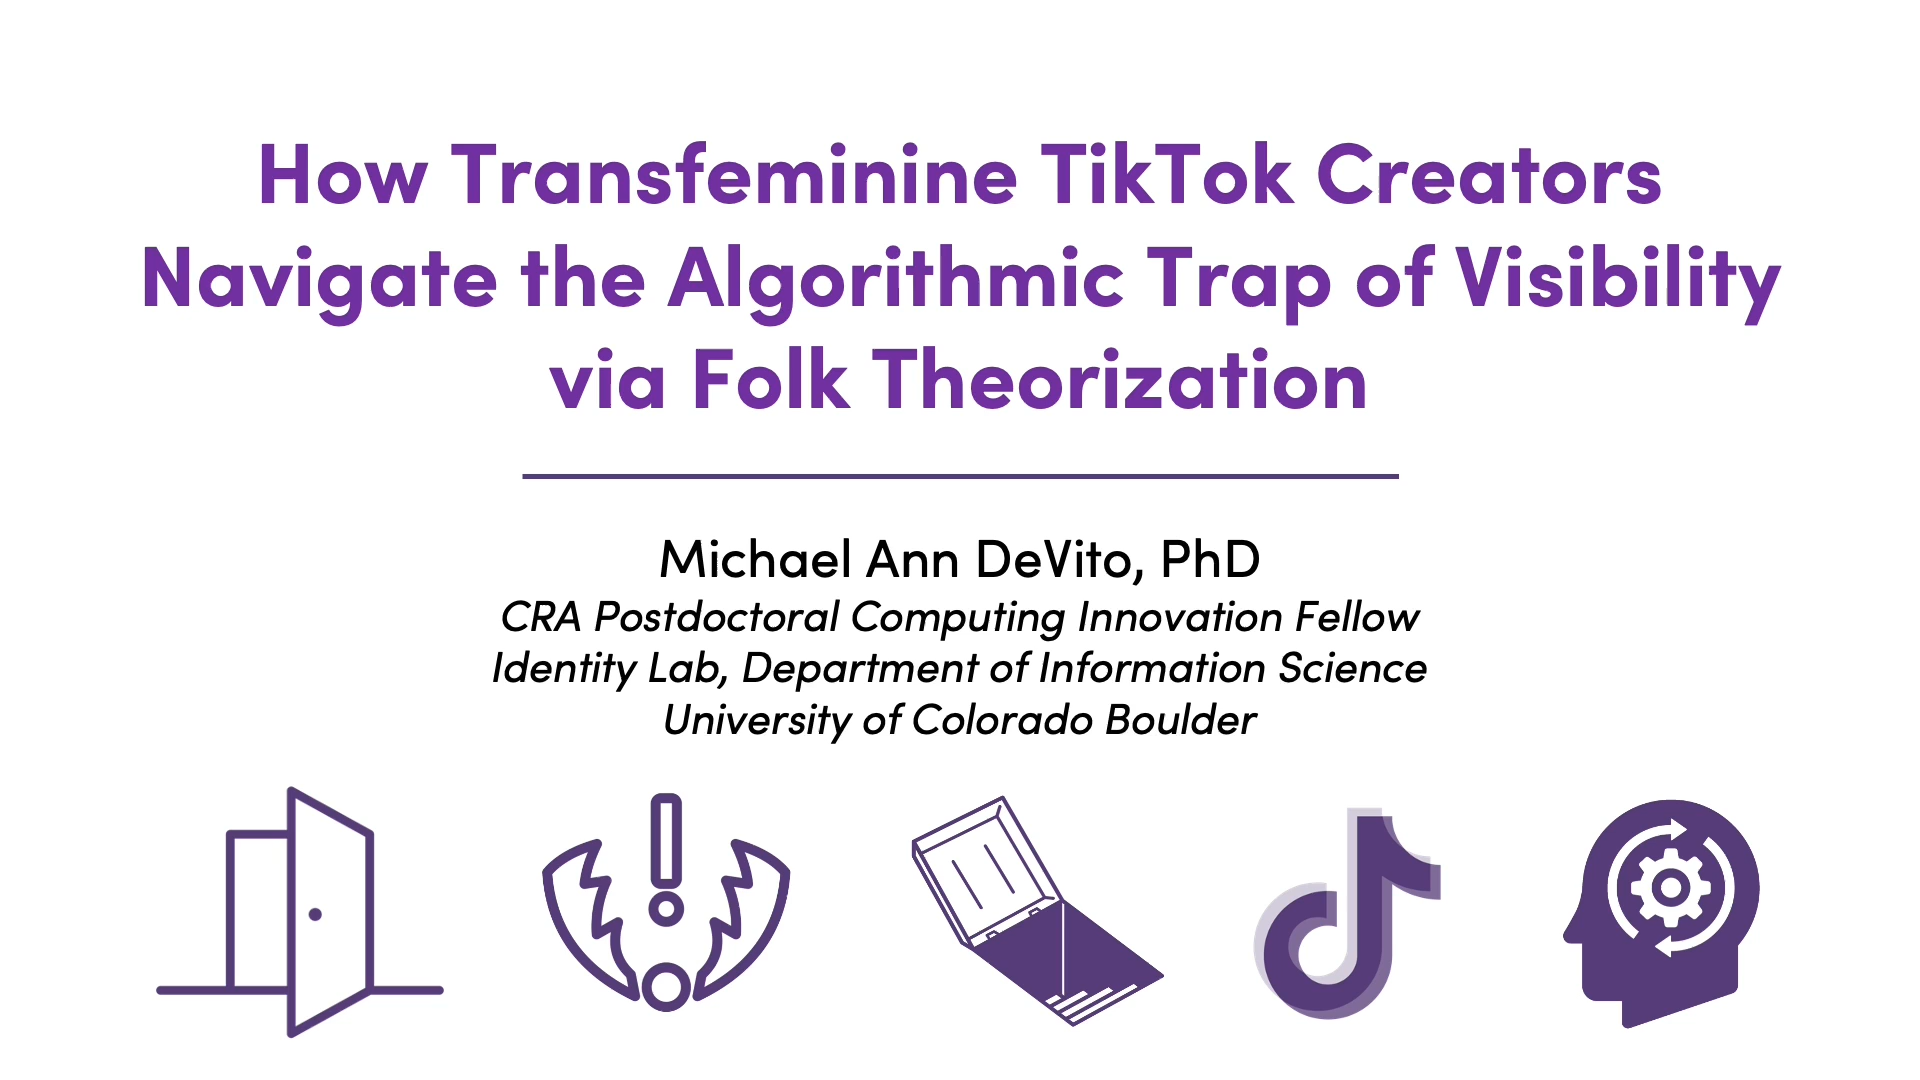 How Transfeminine TikTok Creators
Navigate the Algorithmic Trap of Visibility
via Folk Theorization
Michael Ann DeVito, PhD
CRA Postdoctoral Computing Innovation Fellow
Identity Lab, Department of Information Science
University of Colorado Boulder